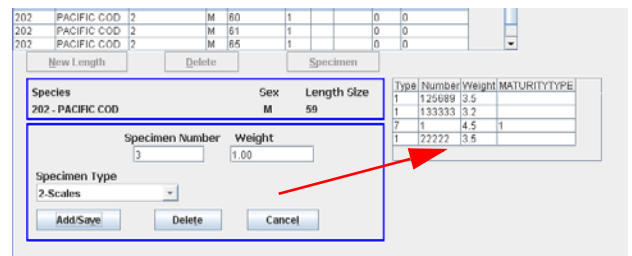 202 PACIFIC COD 2 M 60 1 0 0
202 PACIFIC COD 2 M 61 1 0 0
202 PACIFIC COD 2 M 65 1 0 0
New Length Delete Specimen
Species Sex Length Size
202 - PACIFIC COD M 59
Type Number Weight MATURITYTYPE
1 125689 3.5
1 133333 3.2
7 1 4.5 1
1 22222 3.5
Specimen Number Weight
3 1.00
Specimen Type
2-Scales
Add/Save Delete Cancel